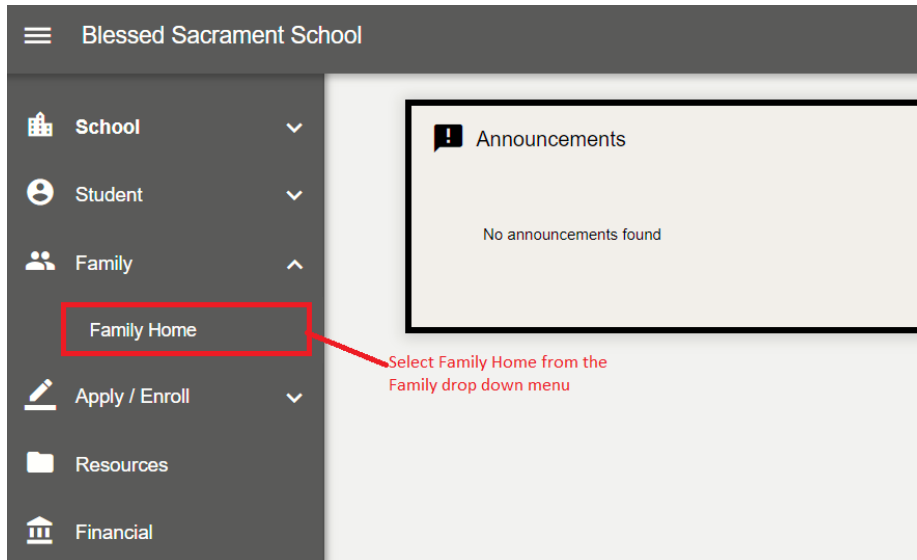 Blessed Sacrament School
School
Student
Family
Family Home
Apply / Enroll
Resources
Financial
Announcements
No announcements found
Select Family Home from the
Family drop down menu